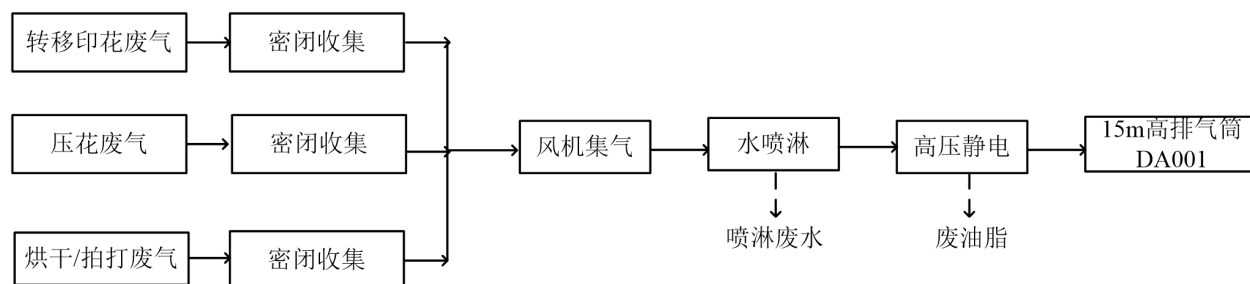 转移印花废气
密闭收集
压花废气
密闭收集
风机集气
水喷淋
高压静电
15m高排气筒
DA001
喷淋废水
废油脂
烘干/拍打废气
密闭收集